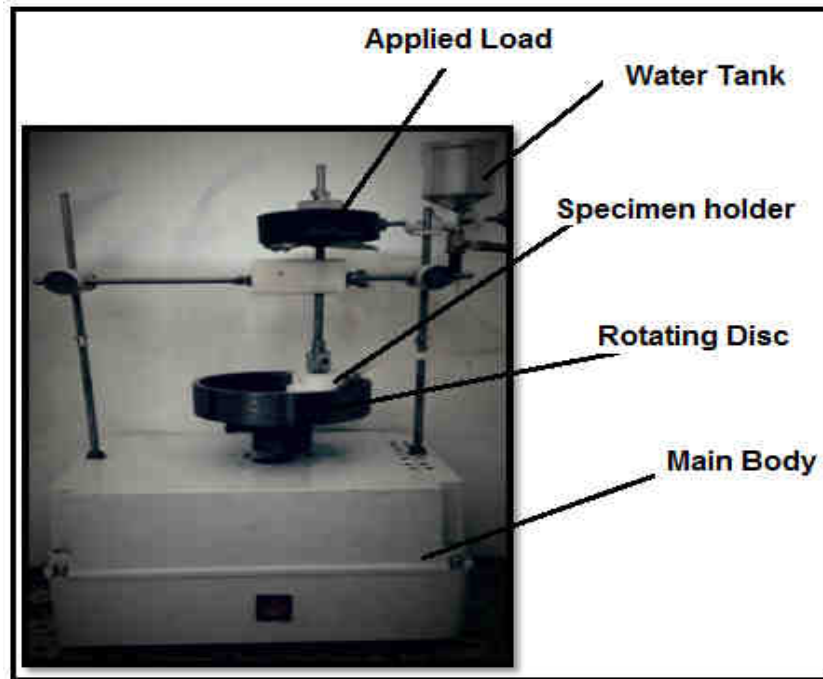 Applied Load
Water Tank
Specimen holder
Rotating Disc
Main Body